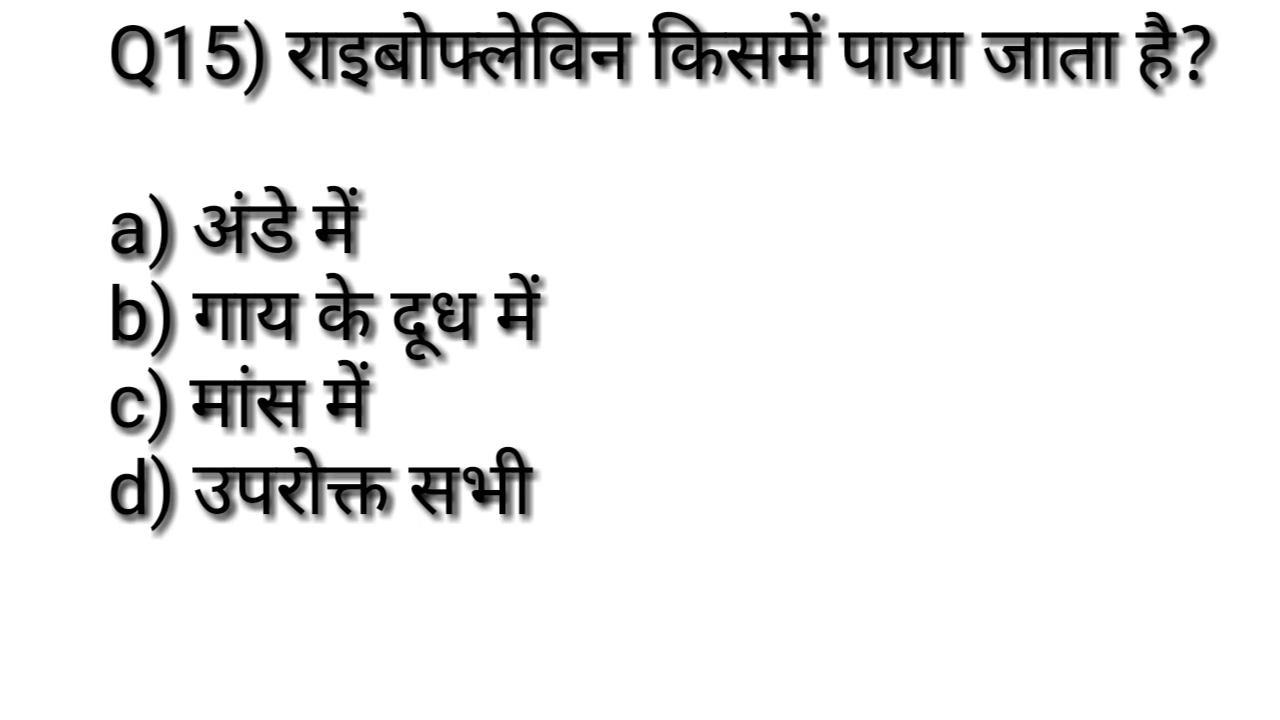 Q15) राइबोफ्लेविन किसमें पाया जाता है?
a) अंडे में
b) गाय के दूध में
c) मांस में
d) उपरोक्त सभी